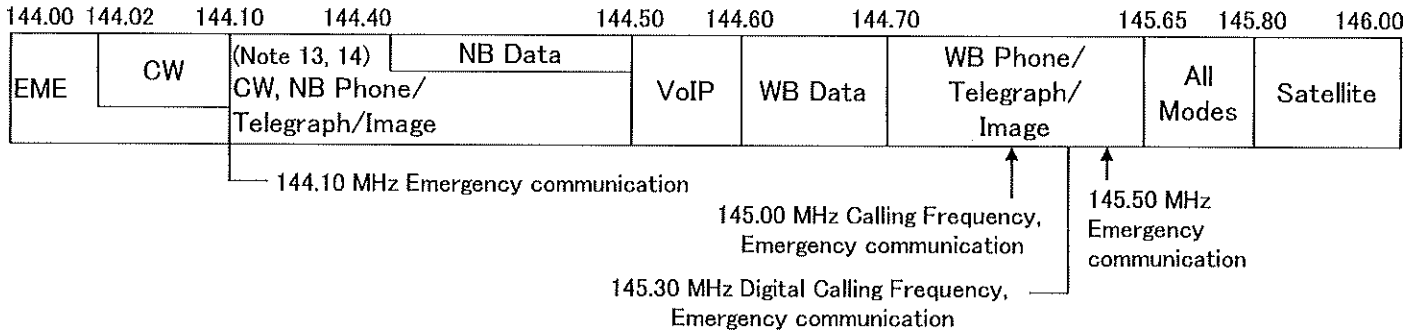 144.00 144.02 144.10 144.40 144.50 144.60 144.70 145.65 145.80 146.00
EME
CW
(Note 13, 14)
CW, NB Phone/
Telegraph/Image
NB Data
VoIP
WB Data
WB Phone/
Telegraph/
Image
All
Modes
Satellite
144.10 MHz Emergency communication
145.00 MHz Calling Frequency,
Emergency communication
145.50 MHz
Emergency
communication
145.30 MHz Digital Calling Frequency,
Emergency communication